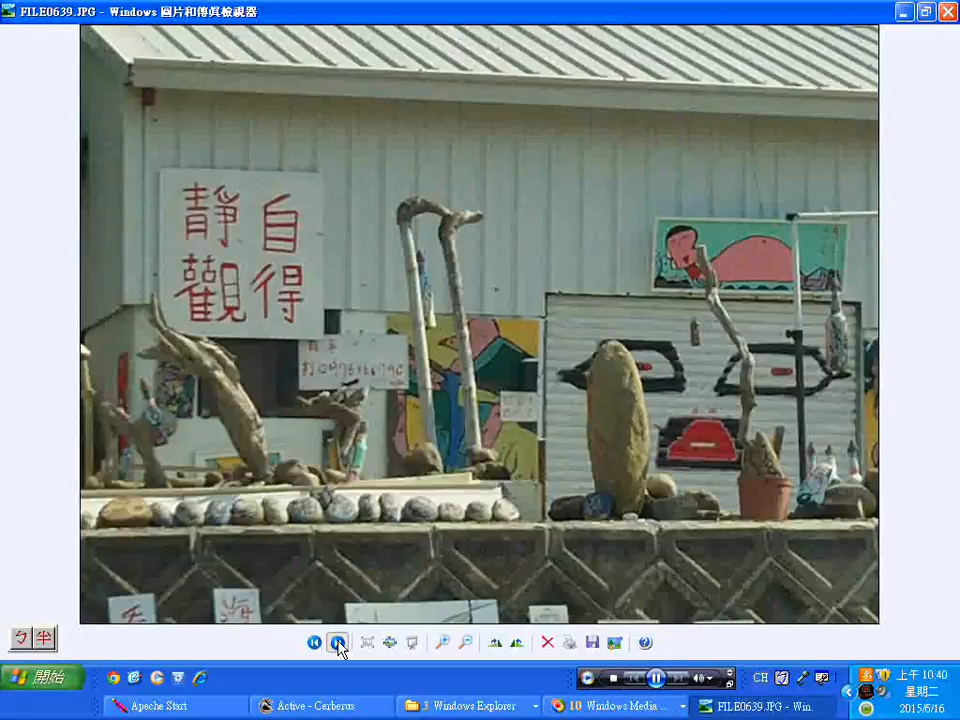 FILE0639.JPG - Windows 圖片和傳真檢視器
靜 自
觀 得
海
ㄅ 半
開始
CH
上午 10:40
星期二
2015/6/16
Apache Start
Active - Cerberus
3 Windows Explorer
10 Windows Media ...
FILE0639.JPG - Win...